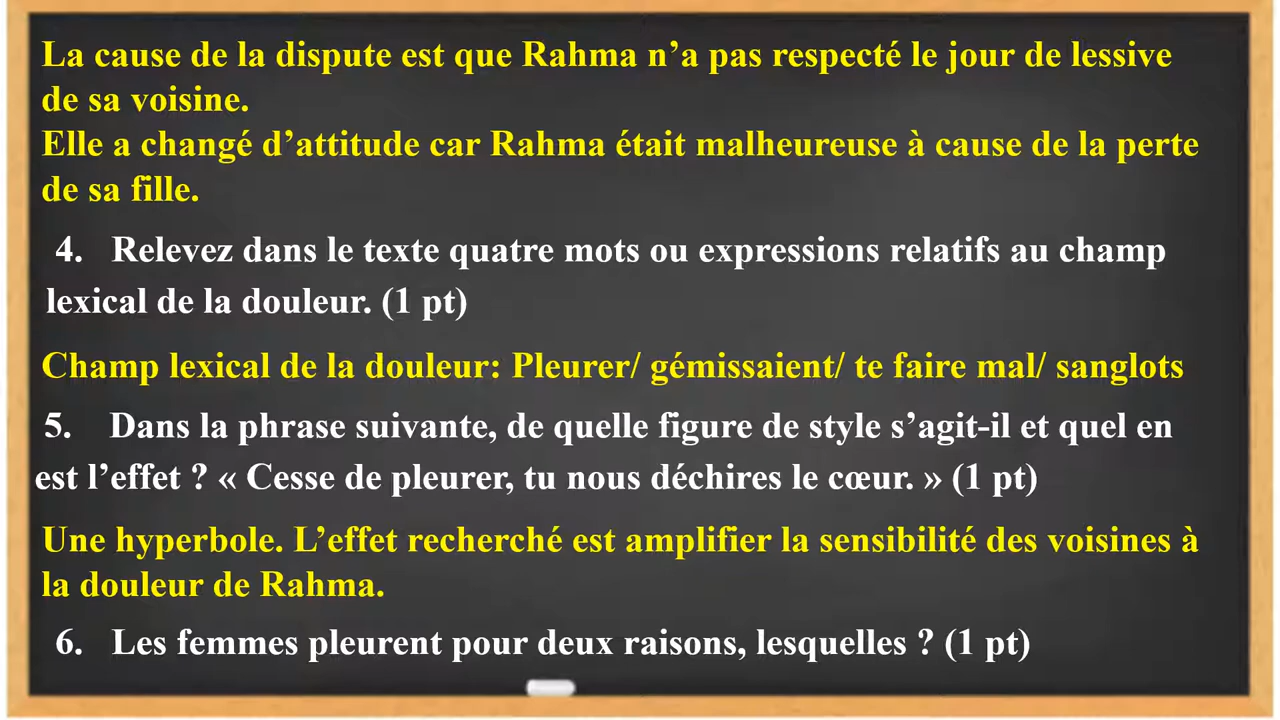 La cause de la dispute est que Rahma n’a pas respecté le jour de lessive
de sa voisine.
Elle a changé d’attitude car Rahma était malheureuse à cause de la perte
de sa fille.
4. Relevez dans le texte quatre mots ou expressions relatifs au champ
lexical de la douleur. (1 pt)
Champ lexical de la douleur: Pleurer/ gémissaient/ te faire mal/ sanglots
5. Dans la phrase suivante, de quelle figure de style s’agit-il et quel en
est l’effet ? « Cesse de pleurer, tu nous déchires le cœur. » (1 pt)
Une hyperbole. L’effet recherché est amplifier la sensibilité des voisines à
la douleur de Rahma.
6. Les femmes pleurent pour deux raisons, lesquelles ? (1 pt)